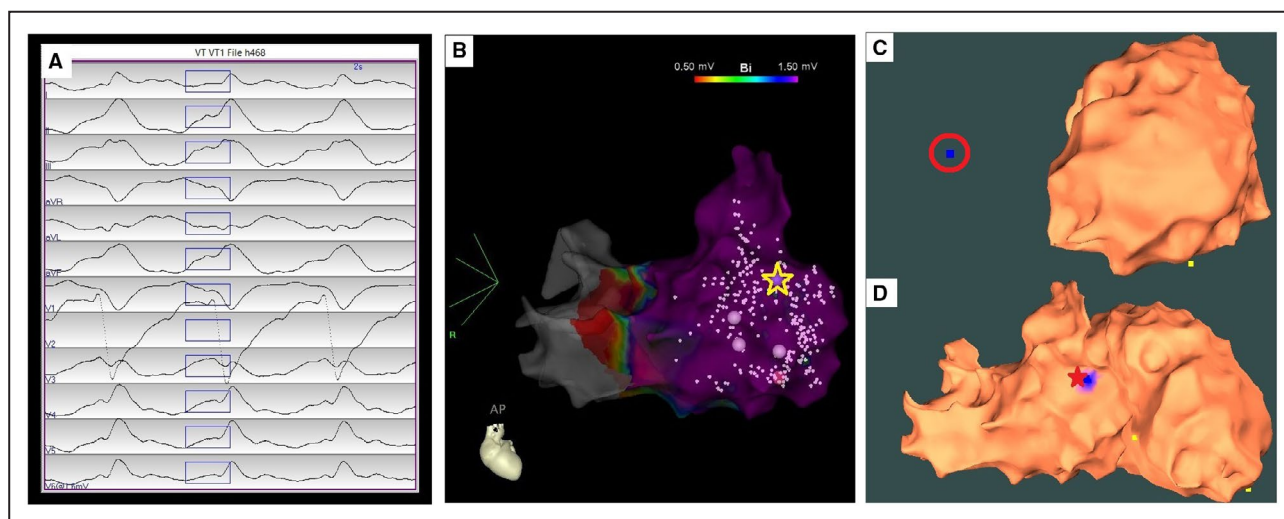 A
VT VT1 File h468
2s
I
II
III
aVR
aVL
aVF
V1
V2
V3
V4
V5
B
0.50 mV Bi 1.50 mV
R
AP
C
D